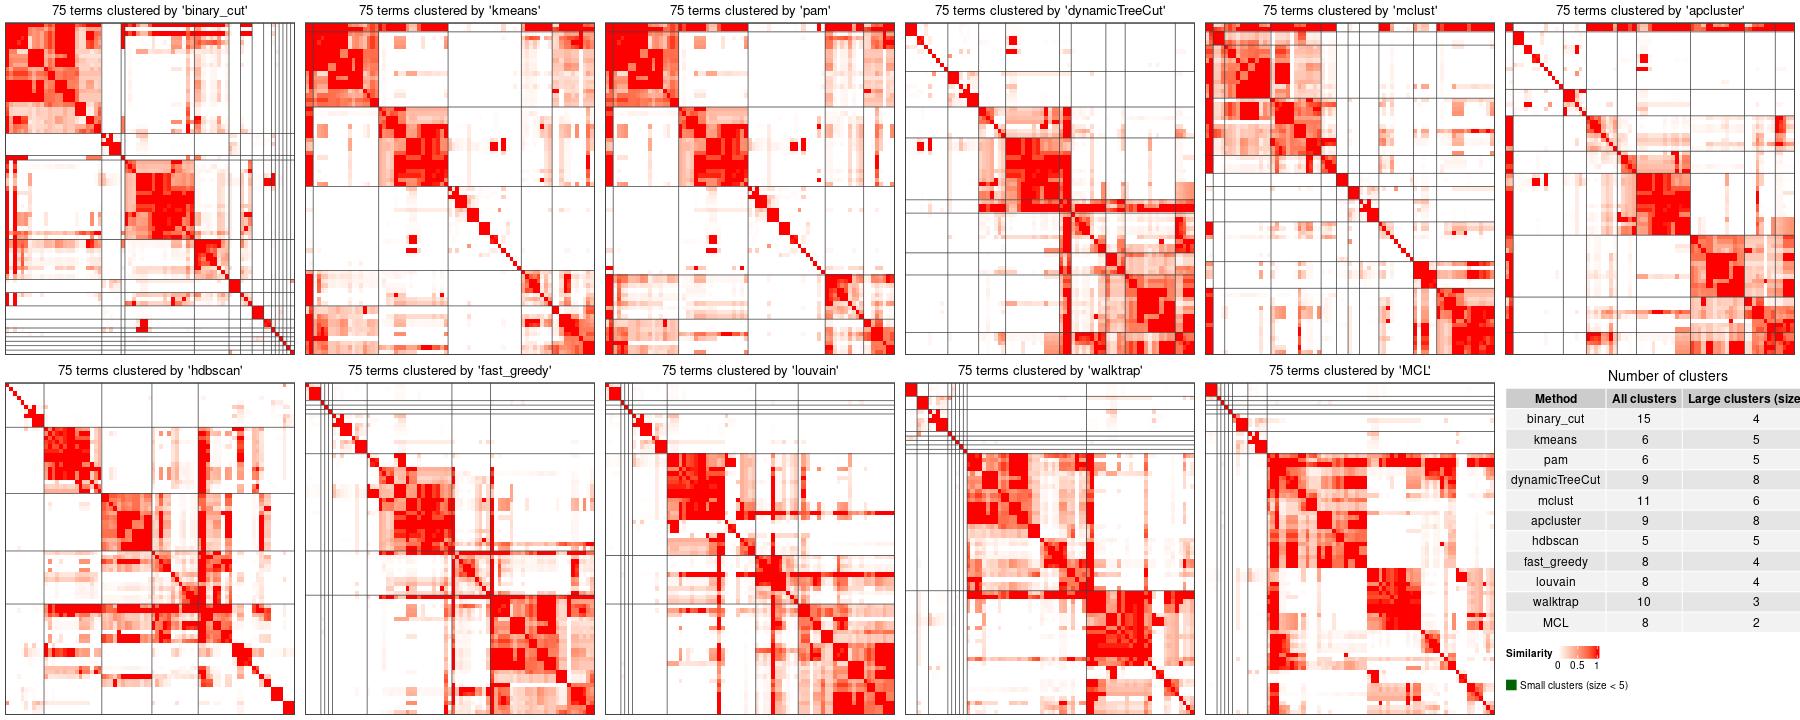 75 terms clustered by 'binary_cut'
75 terms clustered by 'kmeans'
75 terms clustered by 'pam'
75 terms clustered by 'dynamicTreeCut'
75 terms clustered by 'mclust'
75 terms clustered by 'apcluster'
75 terms clustered by 'hdbscan'
75 terms clustered by 'fast_greedy'
75 terms clustered by 'louvain'
75 terms clustered by 'walktrap'
75 terms clustered by 'MCL'
Number of clusters
Method All clusters Large clusters (size
binary_cut 15 4
kmeans 6 5
pam 6 5
dynamicTreeCut 9 8
mclust 11 6
apcluster 9 8
hdbscan 5 5
fast_greedy 8 4
louvain 8 4
walktrap 10 3
MCL 8 2
Similarity
0 0.5 1
Small clusters (size < 5)